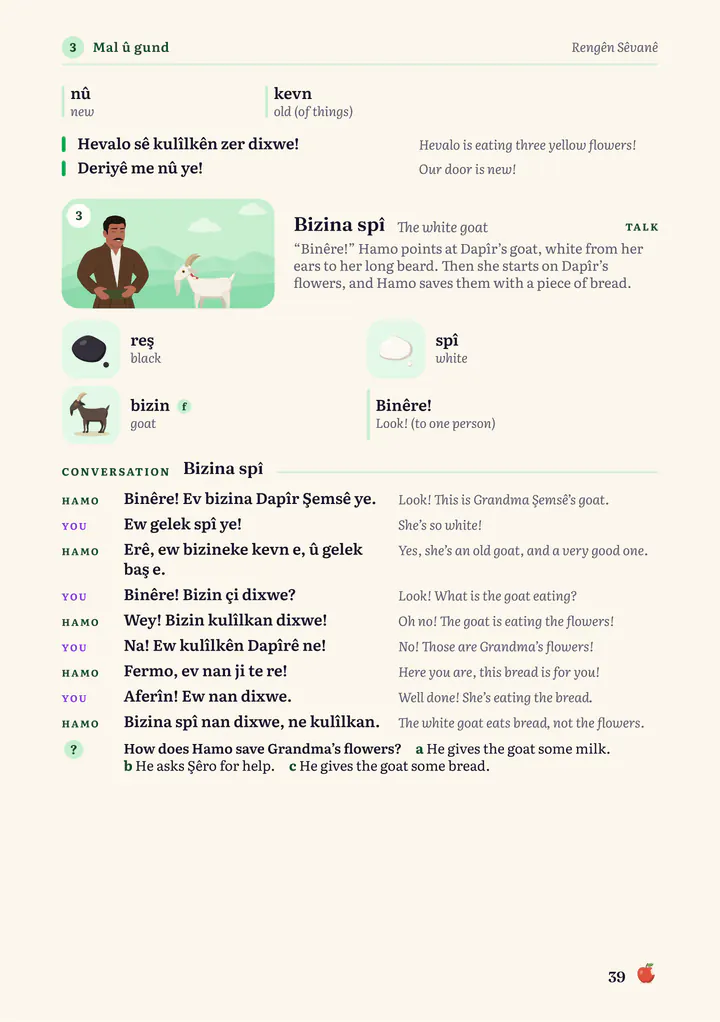 3 Mal û gund Rengên Sêvanê
nû kevn
new old (of things)
Hevalo sê kulîlkên zer dixwe! Hevalo is eating three yellow flowers!
Deriyê me nû ye! Our door is new!
3
Bizina spî The white goat TALK
“Binêre!” Hamo points at Dapîr’s goat, white from her
ears to her long beard. Then she starts on Dapîr’s
flowers, and Hamo saves them with a piece of bread.
reş spî
black white
bizin f Binêre!
goat Look! (to one person)
CONVERSATION Bizina spî
HAMO Binêre! Ev bizina Dapîr Şemsê ye. Look! This is Grandma Şemsê’s goat.
YOU Ew gelek spî ye! She’s so white!
HAMO Erê, ew bizineke kevn e, û gelek Yes, she’s an old goat, and a very good one.
baş e.
YOU Binêre! Bizin çi dixwe? Look! What is the goat eating?
HAMO Wey! Bizin kulîlkan dixwe! Oh no! The goat is eating the flowers!
YOU Na! Ew kulîlkên Dapîrê ne! No! Those are Grandma’s flowers!
HAMO Fermo, ev nan ji te re! Here you are, this bread is for you!
YOU Aferîn! Ew nan dixwe. Well done! She’s eating the bread.
HAMO Bizina spî nan dixwe, ne kulîlkan. The white goat eats bread, not the flowers.
? How does Hamo save Grandma’s flowers? a He gives the goat some milk.
b He asks Şêro for help. c He gives the goat some bread.
39